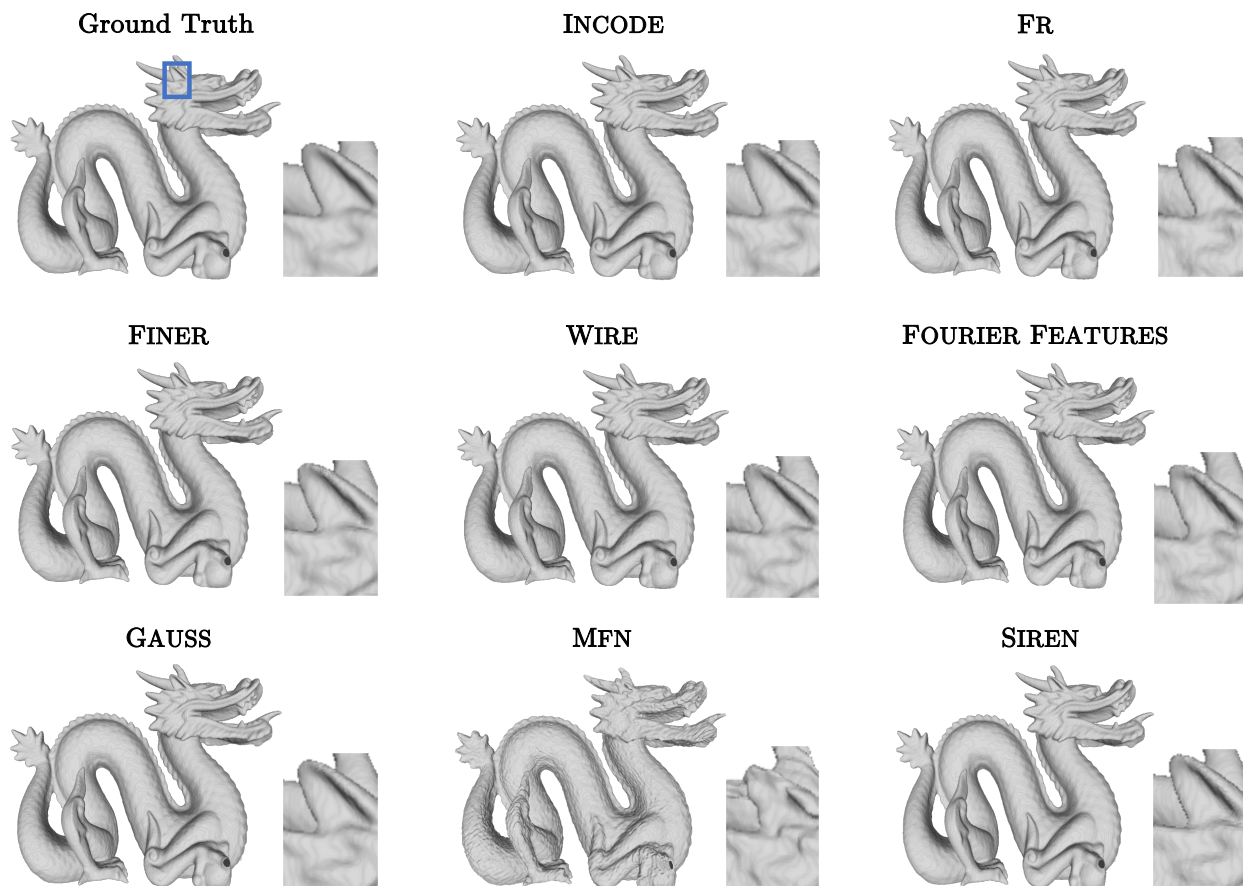 Ground Truth
INCODE
FR
FINER
WIRE
FOURIER FEATURES
GAUSS
MFN
SIREN